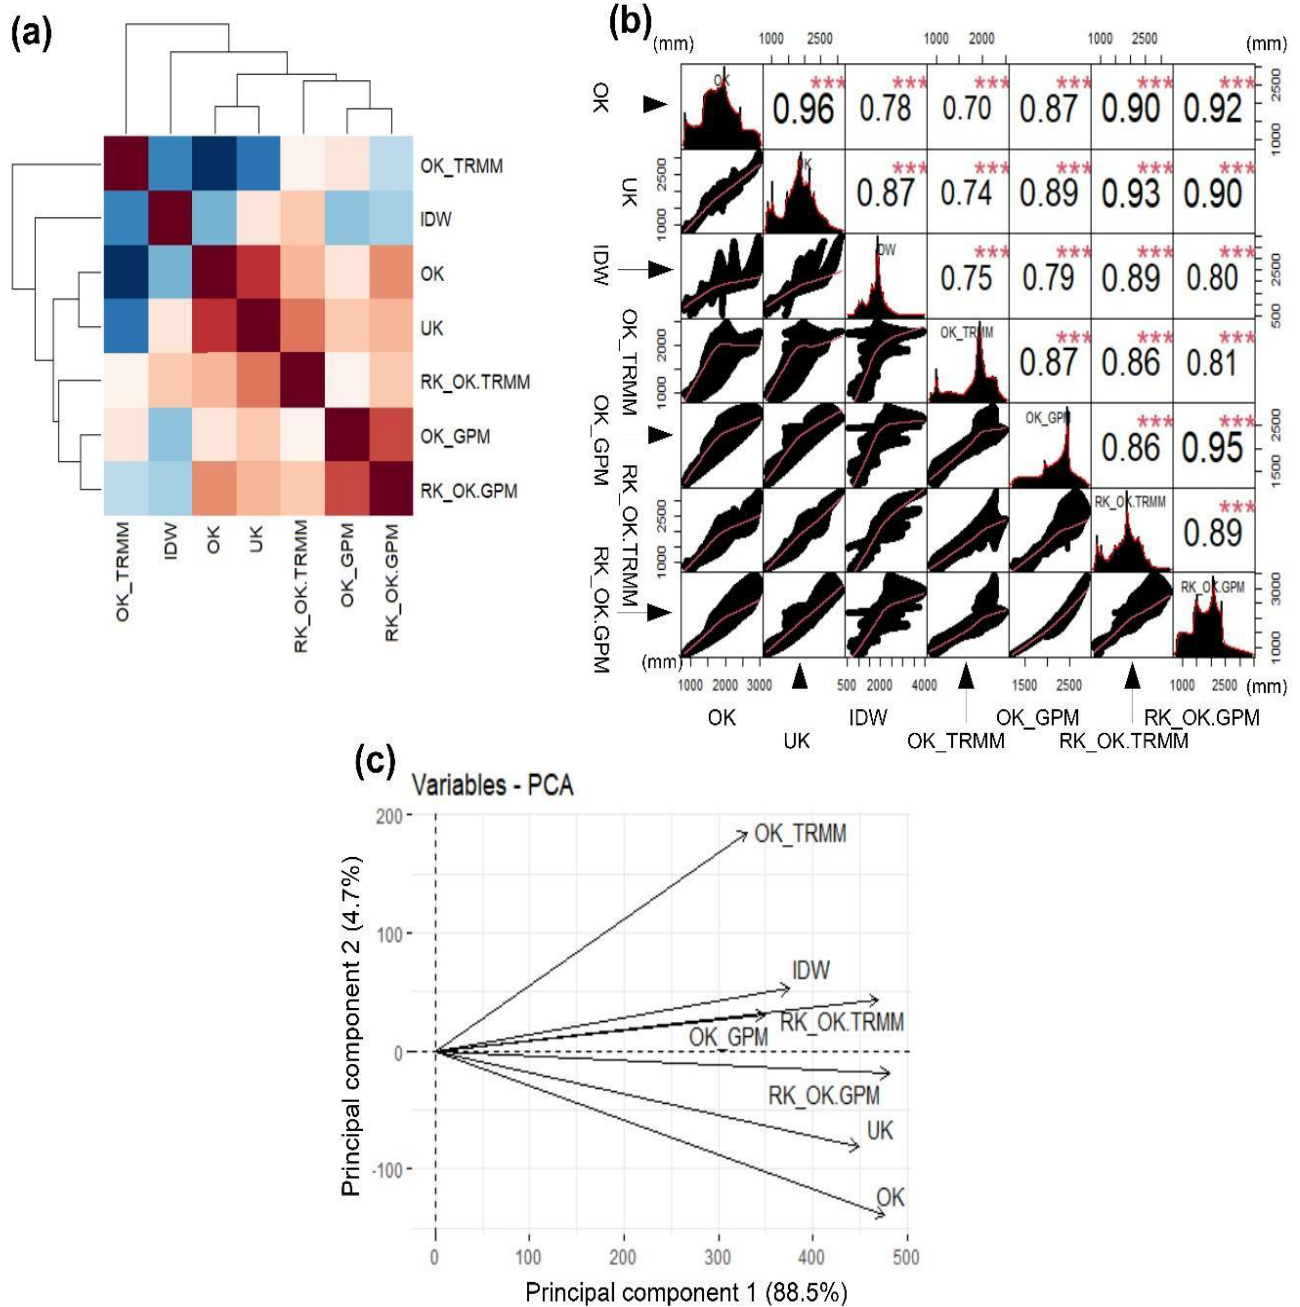 (a)
OK_TRMM
IDW
OK
UK
RK_OK.TRMM
OK_GPM
RK_OK.GPM
OK_TRMM
IDW
OK
UK
RK_OK.TRMM
OK_GPM
RK_OK.GPM
(b)
(mm) 1000 2500 1000 2000 1000 2500 (mm)
OK
UK
IDW
OK_TRMM
OK_GPM
RK_OK.TRMM
RK_OK.GPM
OK 0.96 *** 0.78 *** 0.70 *** 0.87 *** 0.90 *** 0.92 *** 1000 2500
1000 2500 0.87 *** 0.74 *** 0.89 *** 0.93 *** 0.90 ***
0.75 *** 0.79 *** 0.89 *** 0.80 *** 500 2500
1000 2000 OK_TRMM 0.87 *** 0.86 *** 0.81 ***
OK_GPM 0.86 *** 0.95 *** 1500 2500
1000 2500 RK_OK.TRMM 0.89 ***
RK_OK.GPM 1000 3000
(mm)
1000 2000 3000 500 2000 4000 1500 2500 1000 2500 (mm)
OK IDW OK_GPM RK_OK.GPM
UK OK_TRMM RK_OK.TRMM
(c)
Variables - PCA
Principal component 2 (4.7%)
200
100
0
-100
OK_TRMM
IDW
RK_OK.TRMM
OK_GPM
RK_OK.GPM
UK
OK
0 100 200 300 400 500
Principal component 1 (88.5%)